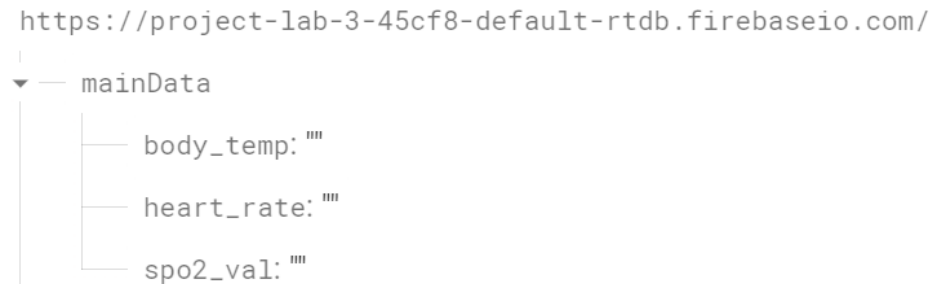 https://project-lab-3-45cf8-default-rtdb.firebaseio.com/
mainData
body_temp: ""
heart_rate: ""
spo2_val: ""